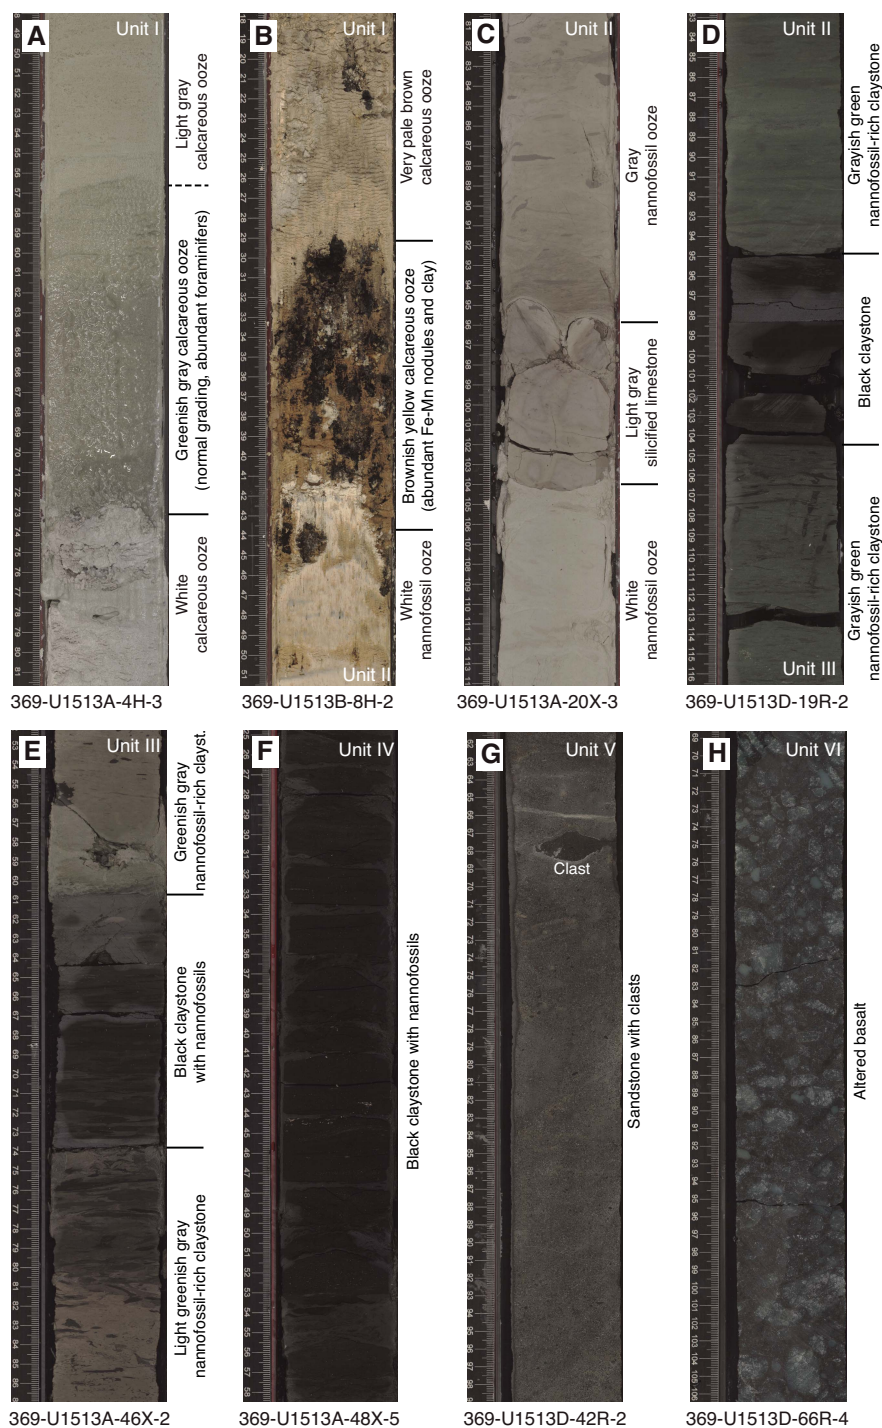 A
Unit I
Light gray
calcareous ooze
Greenish gray calcareous ooze
(normal grading, abundant foraminifers)
White
calcareous ooze
369-U1513A-4H-3
B
Unit I
Very pale brown
calcareous ooze
Brownish yellow calcareous ooze
(abundant Fe-Mn nodules and clay)
White
nannofossil ooze
Unit II
369-U1513B-8H-2
C
Unit II
Gray
nannofossil ooze
Light gray
silicified limestone
White
nannofossil ooze
369-U1513A-20X-3
D
Unit II
Grayish green
nannofossil-rich claystone
Black claystone
Grayish green
nannofossil-rich claystone
Unit III
369-U1513D-19R-2
E
Unit III
Greenish gray
nannofossil-rich clayst.
Black claystone
with nannofossils
Light greenish gray
nannofossil-rich claystone
369-U1513A-46X-2
F
Unit IV
Black claystone with nannofossils
369-U1513A-48X-5
G
Unit V
Clast
Sandstone with clasts
369-U1513D-42R-2
H
Unit VI
Altered basalt
369-U1513D-66R-4